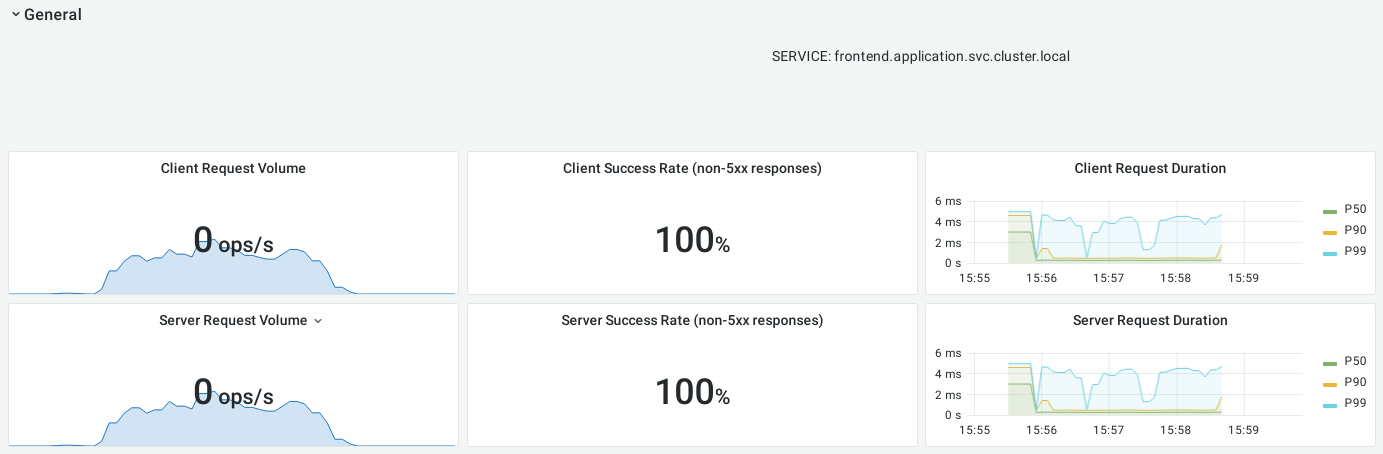 General
SERVICE: frontend.application.svc.cluster.local
Client Request Volume
0 ops/s
Client Success Rate (non-5xx responses)
100%
Client Request Duration
6 ms
4 ms
2 ms
0 s
15:55 15:56 15:57 15:58 15:59
P50
P90
P99
Server Request Volume
0 ops/s
Server Success Rate (non-5xx responses)
100%
Server Request Duration
6 ms
4 ms
2 ms
0 s
15:55 15:56 15:57 15:58 15:59
P50
P90
P99